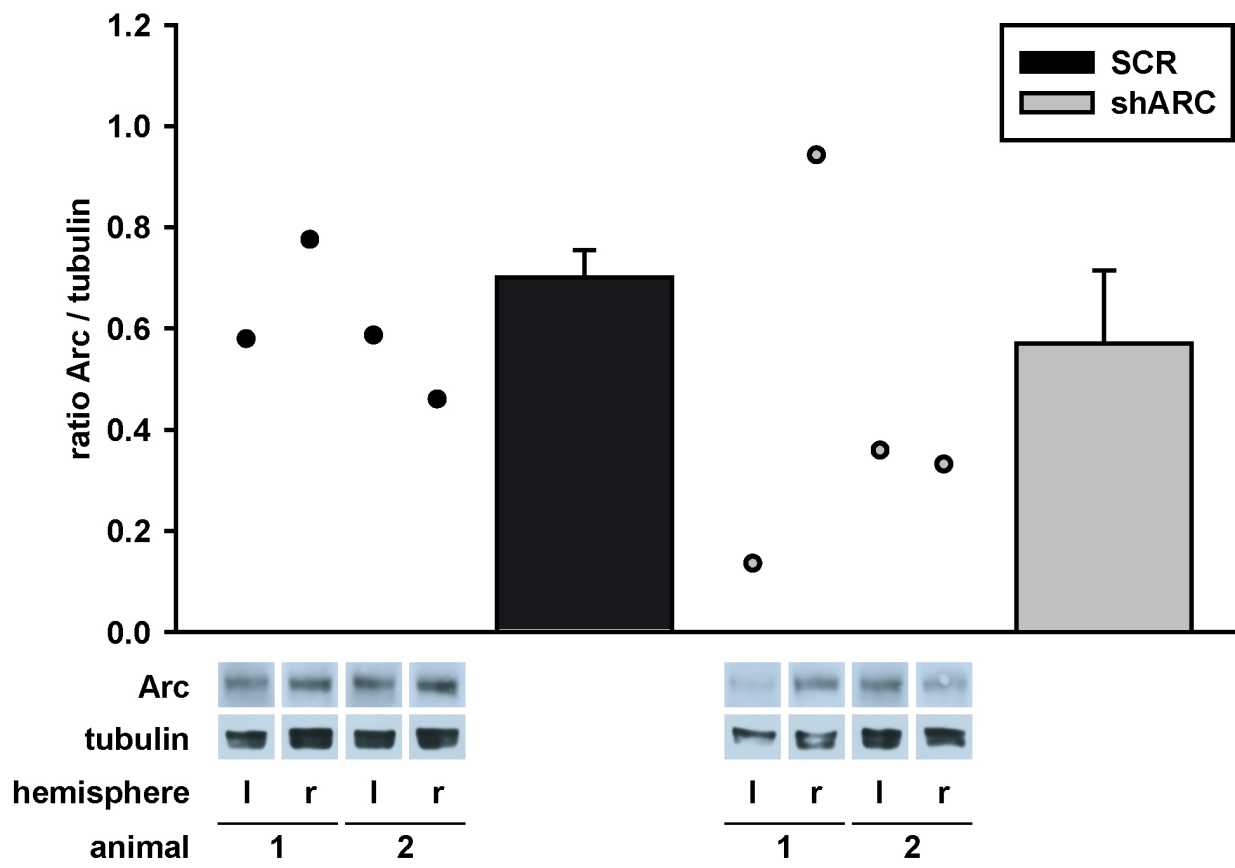 1.2
1.0
0.8
0.6
0.4
0.2
0.0
ratio Arc / tubulin
SCR
shARC
Arc
tubulin
hemisphere l r l r l r l r
animal 1 2 1 2